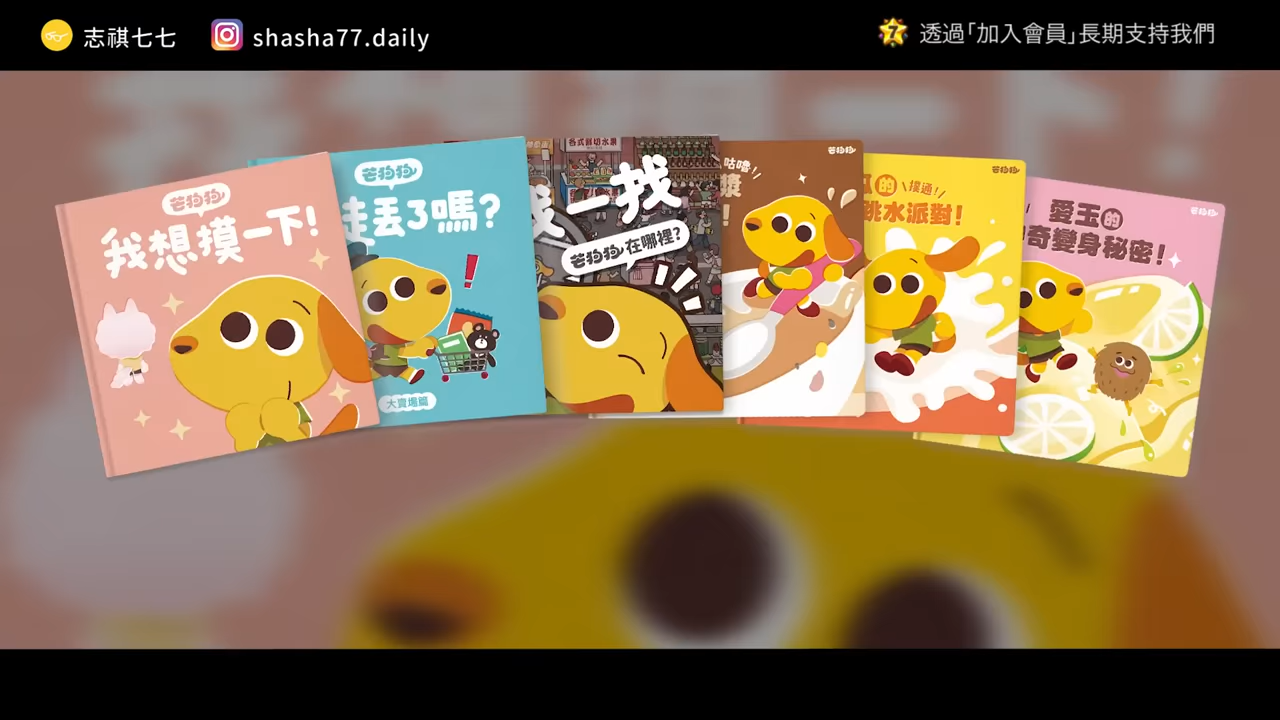 志祺七七
shasha77.daily
7
透過「加入會員」長期支持我們
芒狗狗
我想摸一下!
芒狗狗
走丟了嗎?
!
大賣場篇
各式鮮切水果
找一找
芒狗狗在哪裡?
芒狗狗
咕嚕
漿
!
芒狗狗
的
撲通!
跳水派對!
芒狗狗
愛玉的
奇變身秘密!